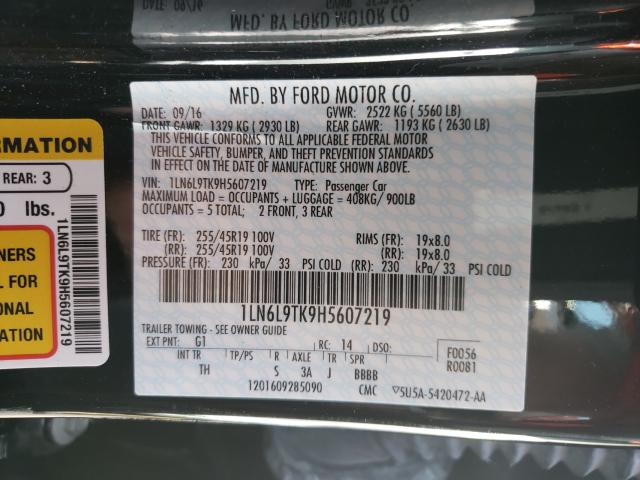 09/16
MFD. BY FORD MOTOR CO.
MFD. BY FORD MOTOR CO.
DATE: 09/16 GVWR: 2522 KG ( 5560 LB)
FRONT GAWR: 1329 KG ( 2930 LB) REAR GAWR: 1193 KG ( 2630 LB)
THIS VEHICLE CONFORMS TO ALL APPLICABLE FEDERAL MOTOR
VEHICLE SAFETY, BUMPER, AND THEFT PREVENTION STANDARDS
IN EFFECT ON THE DATE OF MANUFACTURE SHOWN ABOVE.
VIN: 1LN6L9TK9H5607219 TYPE: Passenger Car
MAXIMUM LOAD = OCCUPANTS + LUGGAGE = 408KG/ 900LB
OCCUPANTS = 5 TOTAL: 2 FRONT, 3 REAR
TIRE (FR): 255/45R19 100V RIMS (FR): 19x8.0
(RR): 255/45R19 100V (RR): 19x8.0
PRESSURE (FR): 230 kPa/ 33 PSI COLD (RR): 230 kPa/ 33 PSI COLD
1LN6L9TK9H5607219
TRAILER TOWING - SEE OWNER GUIDE
EXT PNT: G1 RC: 14 DSO: F0056
INT TR TP/PS R AXLE TR SPR R0081
TH S 3A J BBBB
1201609285090 CMC 5U5A-5420472-AA
ORMATION
REAR: 3
0 lbs.
NERS
L FOR
ONAL
MATION
1LN6L9TK9H5607219